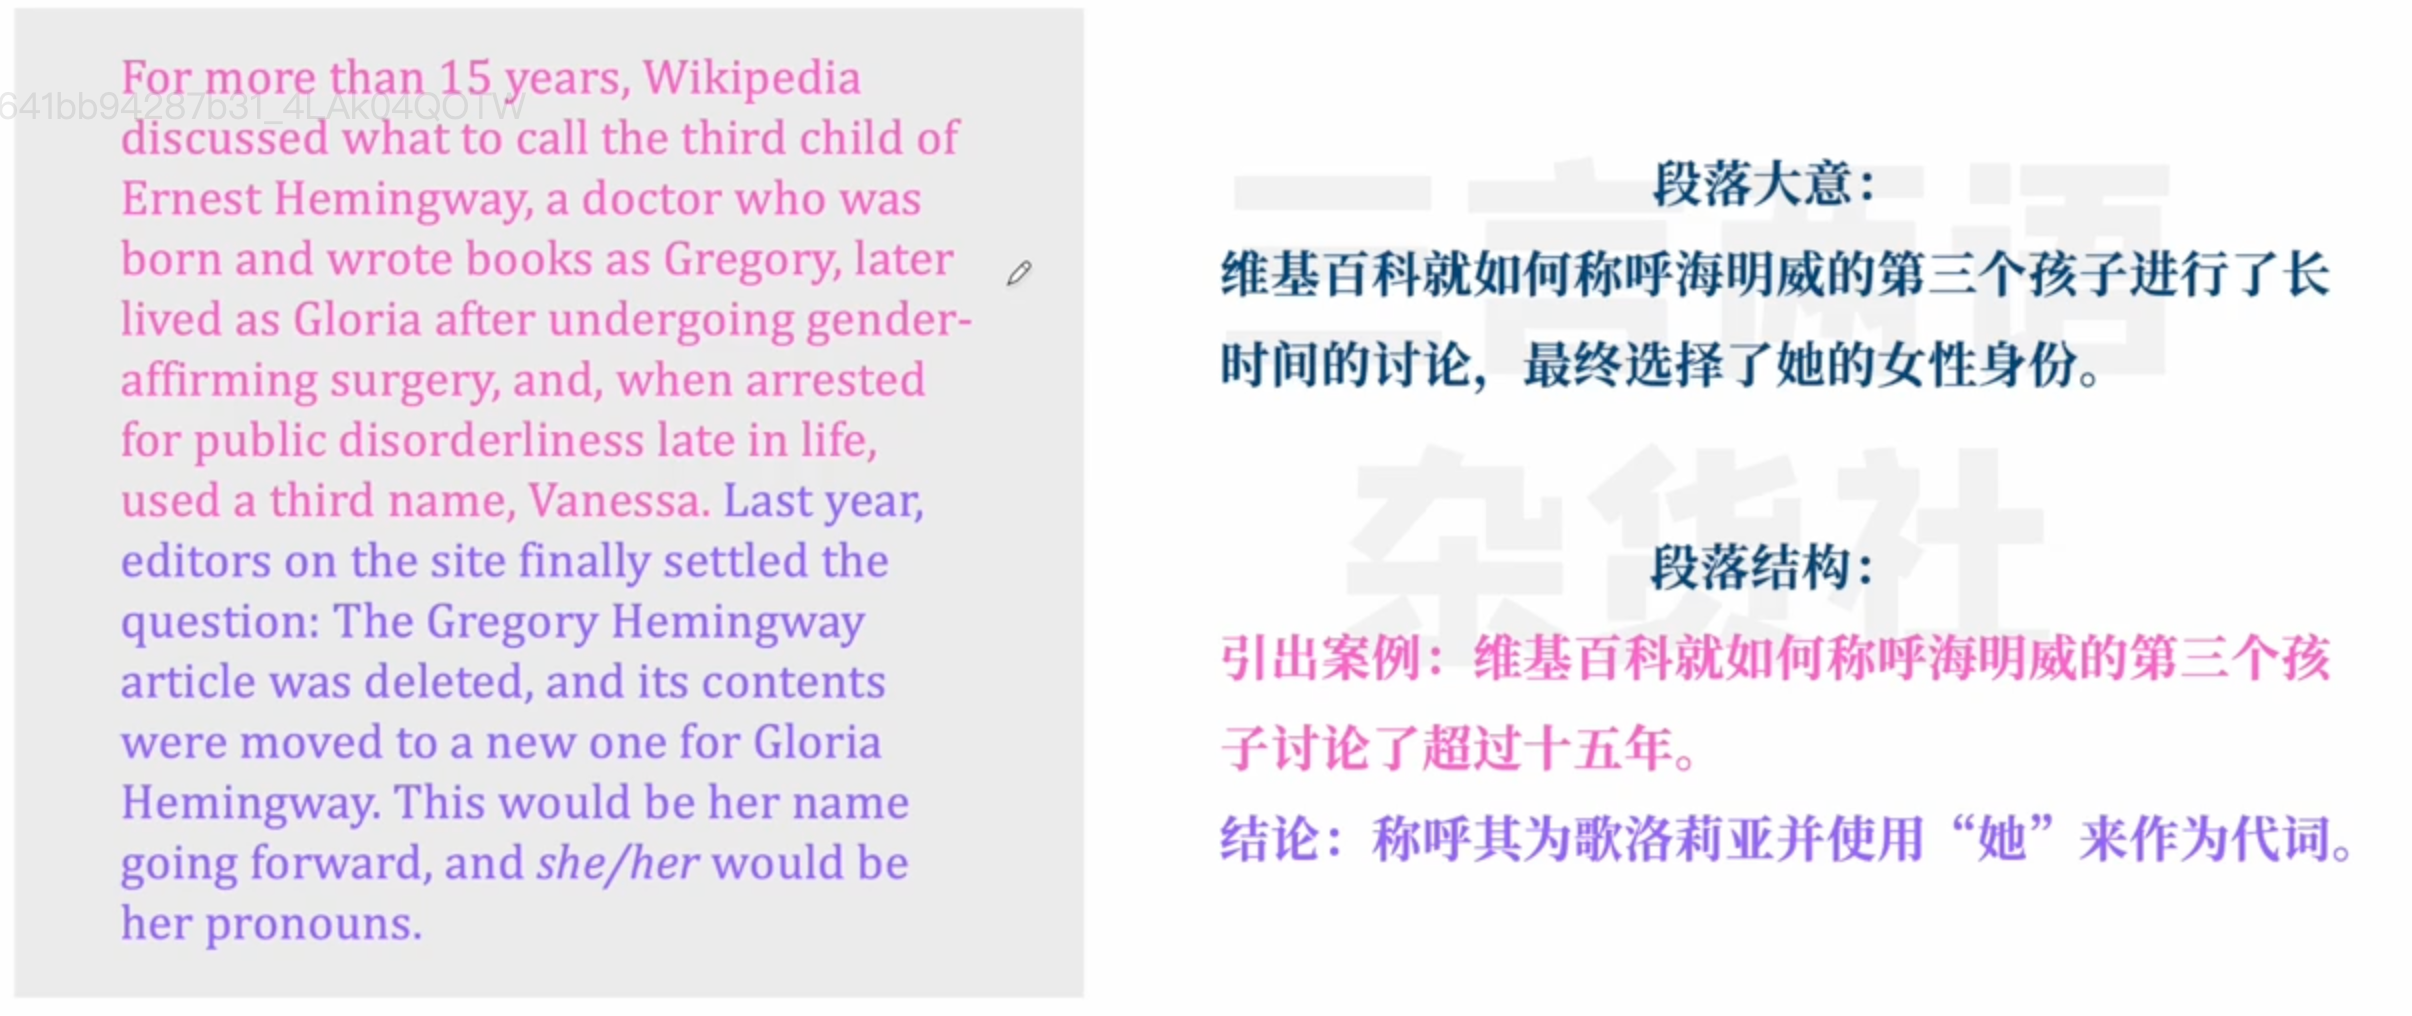 For more than 15 years, Wikipedia
641bb94287b31_4LAk04QOTW
discussed what to call the third child of
Ernest Hemingway, a doctor who was
born and wrote books as Gregory, later
lived as Gloria after undergoing gender-
affirming surgery, and, when arrested
for public disorderliness late in life,
used a third name, Vanessa. Last year,
editors on the site finally settled the
question: The Gregory Hemingway
article was deleted, and its contents
were moved to a new one for Gloria
Hemingway. This would be her name
going forward, and she/her would be
her pronouns.
三言两语
杂货社
段落大意：
维基百科就如何称呼海明威的第三个孩子进行了长
时间的讨论，最终选择了她的女性身份。
段落结构：
引出案例：维基百科就如何称呼海明威的第三个孩
子讨论了超过十五年。
结论：称呼其为歌洛莉亚并使用“她”来作为代词。